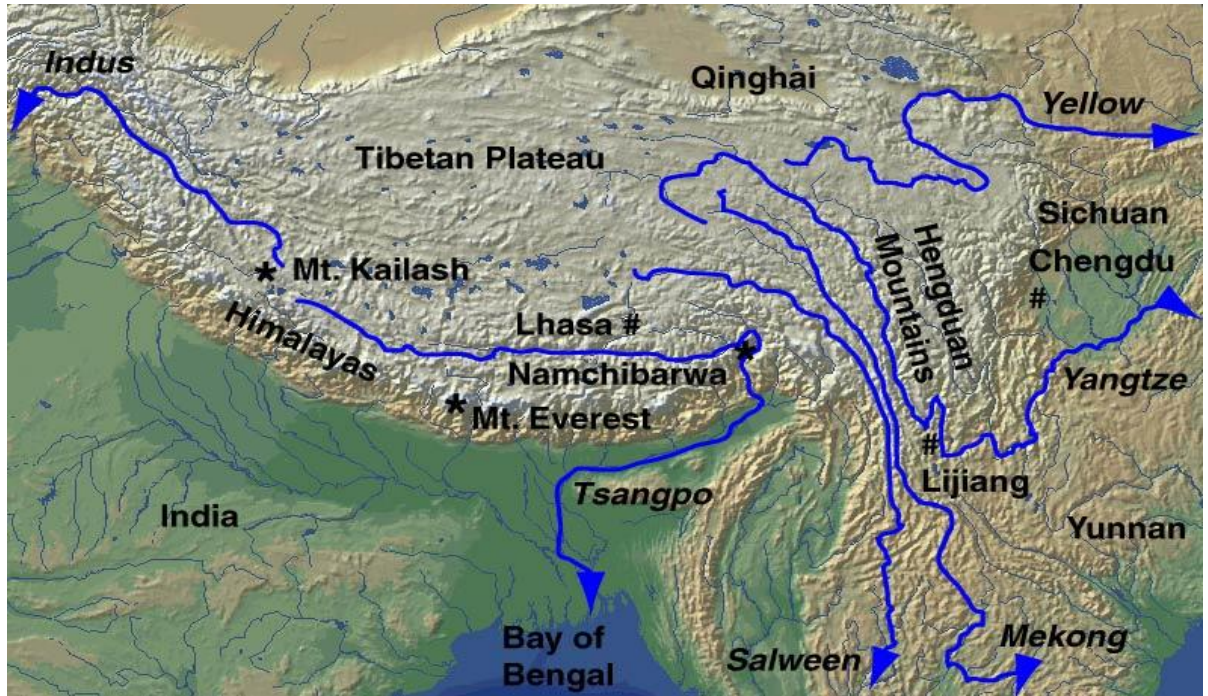 Indus
Qinghai
Yellow
Tibetan Plateau
Sichuan
Hengduan
Mountains
Chengdu
#
* Mt. Kailash
Himalayas
Lhasa #
*
Namchibarwa
Yangtze
*
Mt. Everest
#
Lijiang
Tsangpo
India
Yunnan
Bay of
Bengal
Salween
Mekong